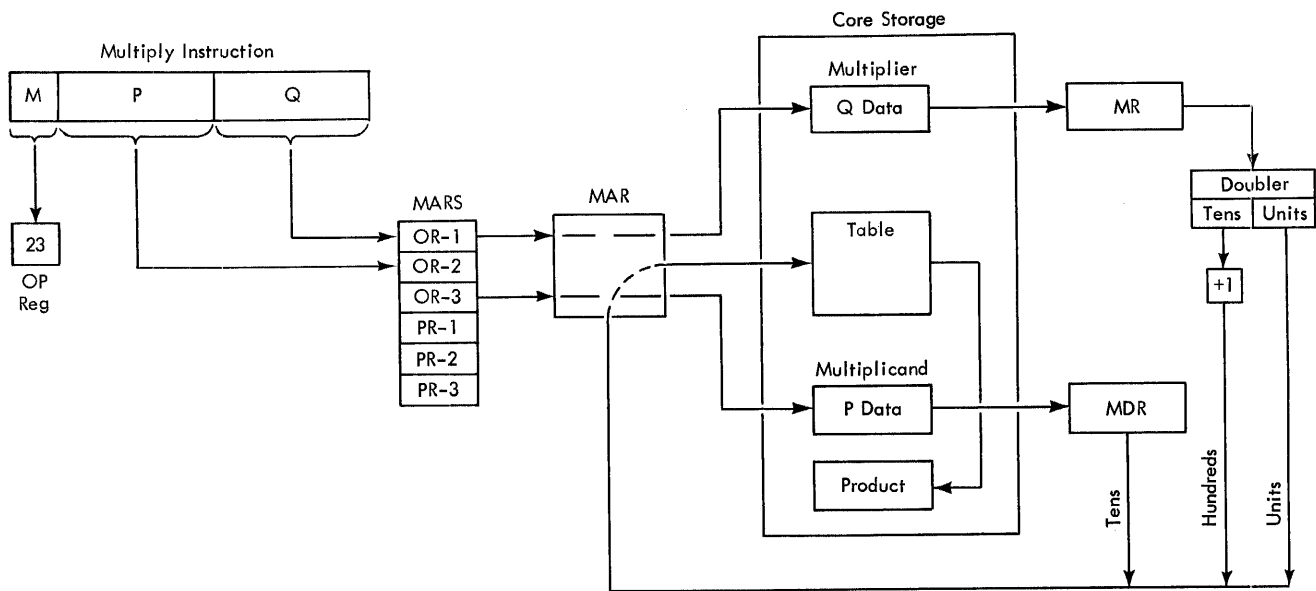 Core Storage
Multiply Instruction
M P Q
Multiplier
Q Data
MR
Doubler
Tens Units
MARS
MAR
23
OP
Reg
OR-1
OR-2
OR-3
PR-1
PR-2
PR-3
Table
+1
Multiplicand
P Data
MDR
Product
Tens
Hundreds
Units